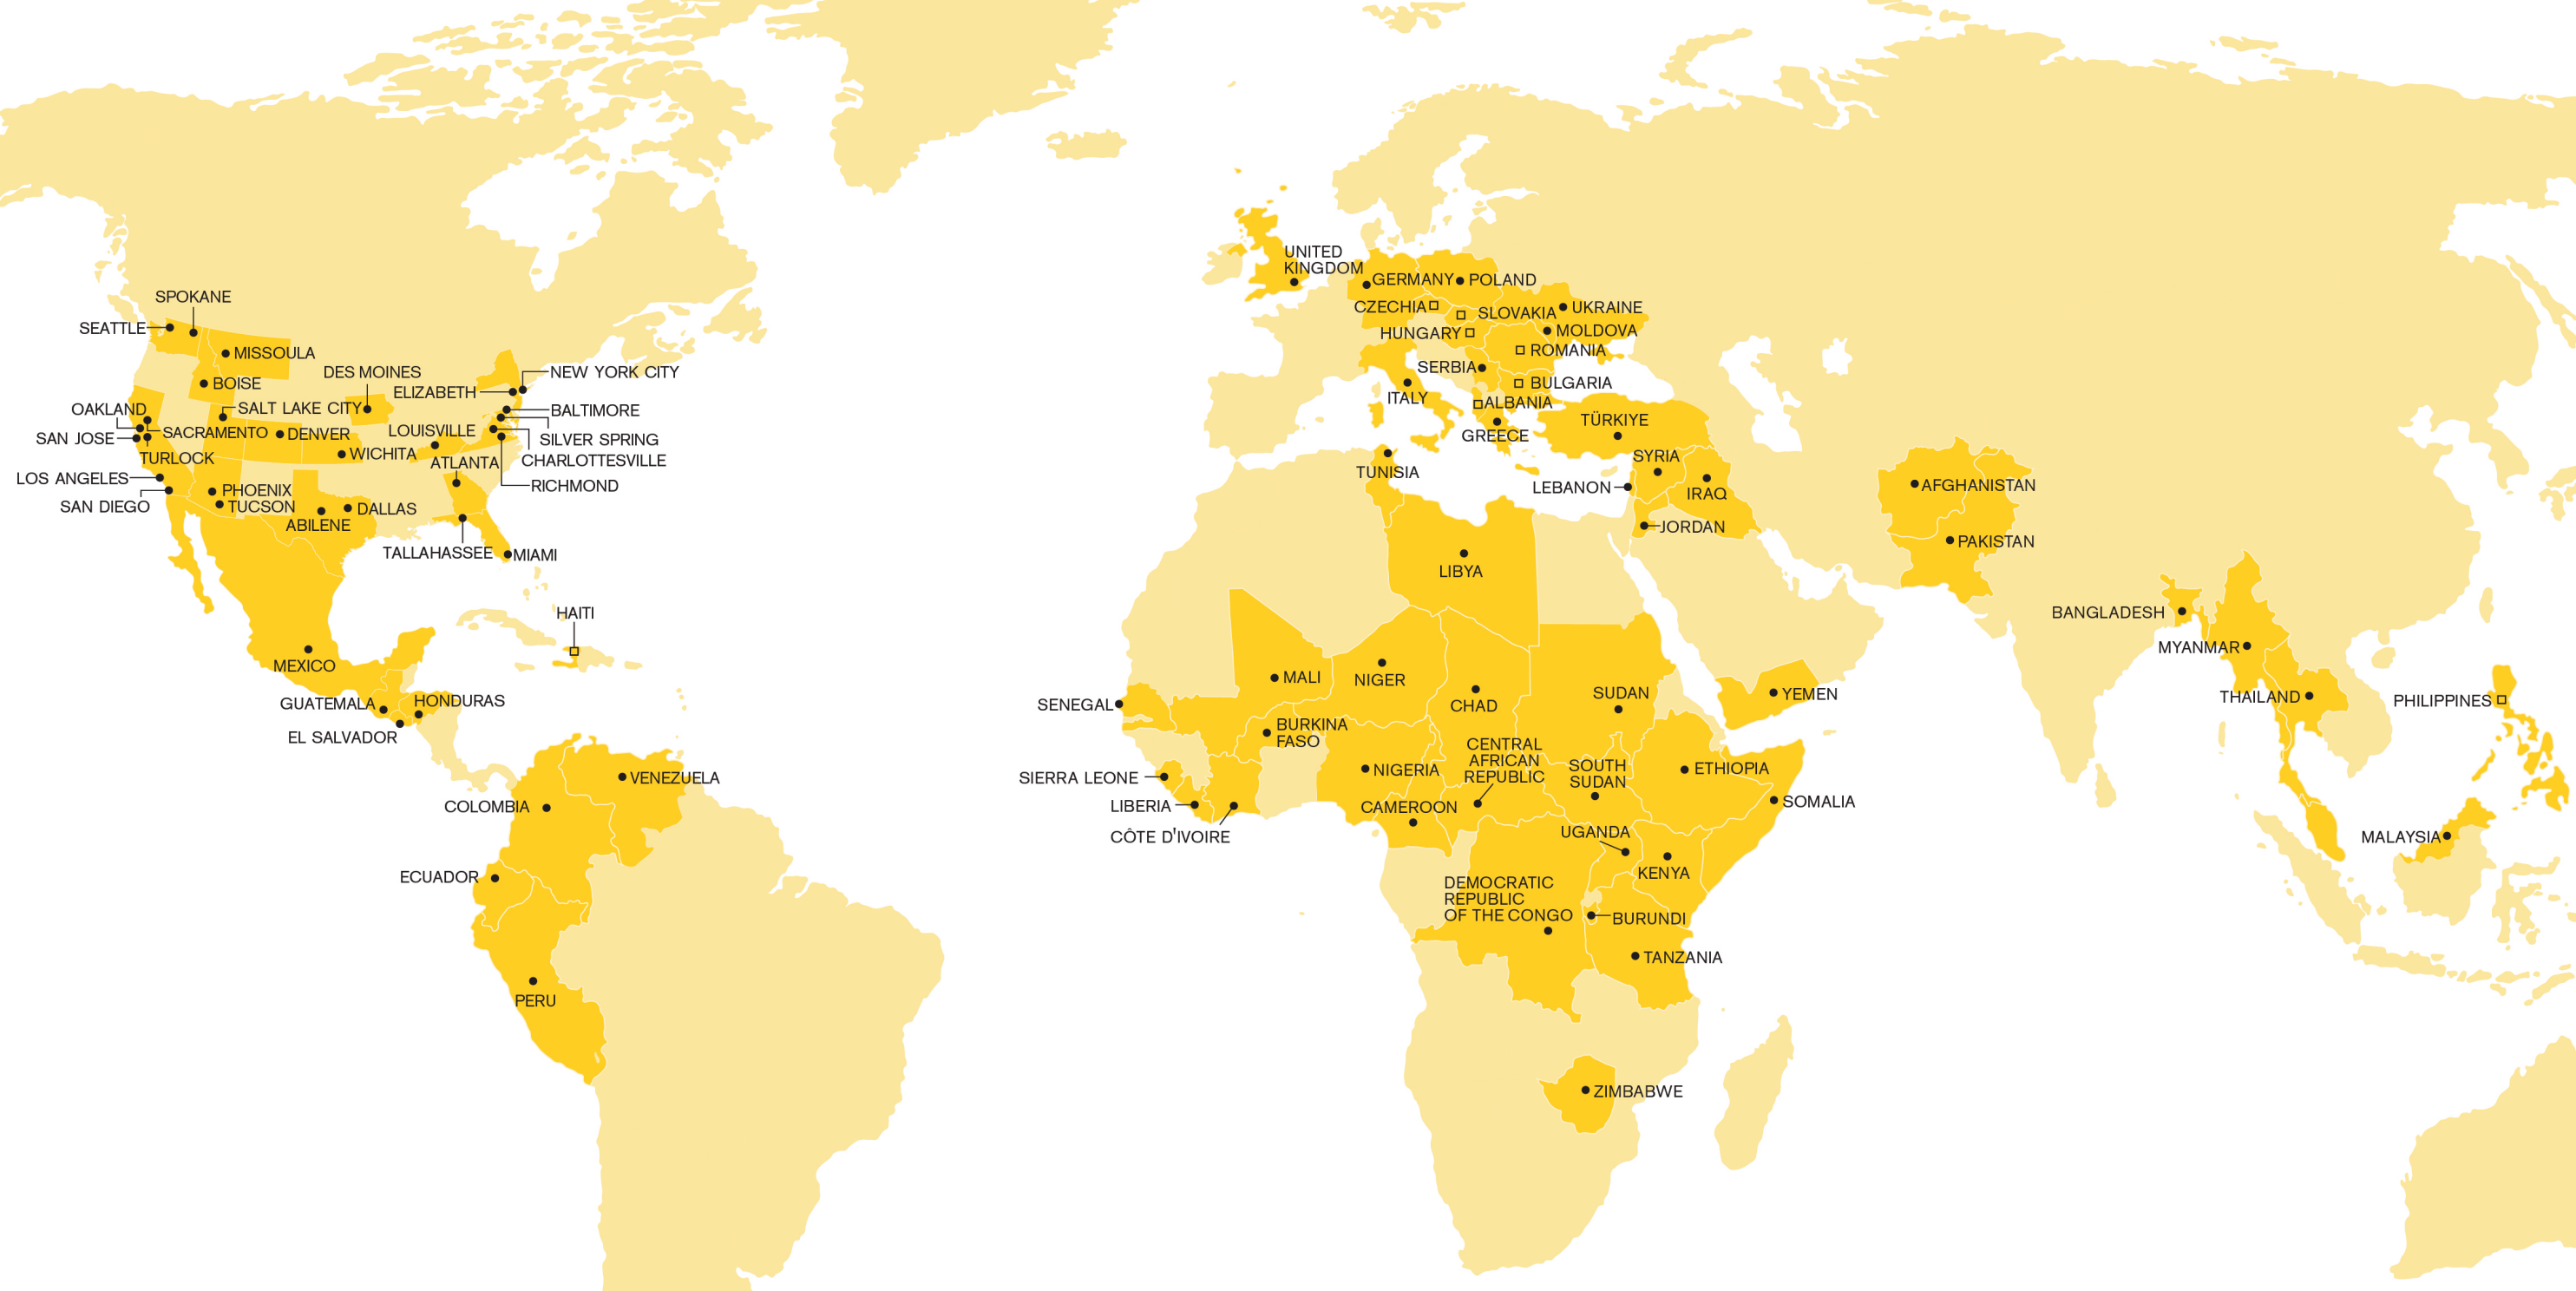 SPOKANE
SEATTLE
MISSOULA
DES MOINES
NEW YORK CITY
BOISE
ELIZABETH
OAKLAND
SALT LAKE CITY
BALTIMORE
SAN JOSE
SACRAMENTO
DENVER
LOUISVILLE
SILVER SPRING
TURLOCK
WICHITA
ATLANTA
CHARLOTTESVILLE
LOS ANGELES
PHOENIX
RICHMOND
SAN DIEGO
TUCSON
DALLAS
ABILENE
TALLAHASSEE
MIAMI
HAITI
MEXICO
GUATEMALA
HONDURAS
EL SALVADOR
VENEZUELA
COLOMBIA
ECUADOR
PERU
UNITED
KINGDOM
GERMANY
POLAND
CZECHIA
SLOVAKIA
UKRAINE
HUNGARY
MOLDOVA
ROMANIA
SERBIA
BULGARIA
ITALY
ALBANIA
GREECE
TÜRKIYE
TUNISIA
SYRIA
LEBANON
IRAQ
JORDAN
AFGHANISTAN
PAKISTAN
LIBYA
BANGLADESH
MYANMAR
THAILAND
PHILIPPINES
MALAYSIA
MALI
NIGER
CHAD
SUDAN
YEMEN
SENEGAL
BURKINA
FASO
CENTRAL
AFRICAN
REPUBLIC
NIGERIA
SOUTH
SUDAN
ETHIOPIA
SIERRA LEONE
LIBERIA
CAMEROON
SOMALIA
CÔTE D'IVOIRE
UGANDA
KENYA
DEMOCRATIC
REPUBLIC
OF THE CONGO
BURUNDI
TANZANIA
ZIMBABWE